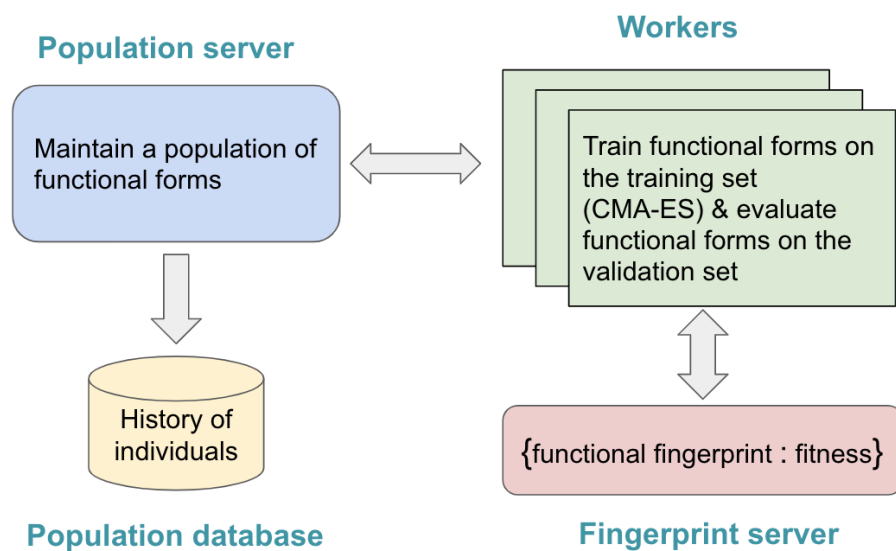 Population server
Maintain a population of
functional forms
Workers
Train functional forms on
the training set
(CMA-ES) & evaluate
functional forms on the
validation set
History of
individuals
Population database
{functional fingerprint : fitness}
Fingerprint server